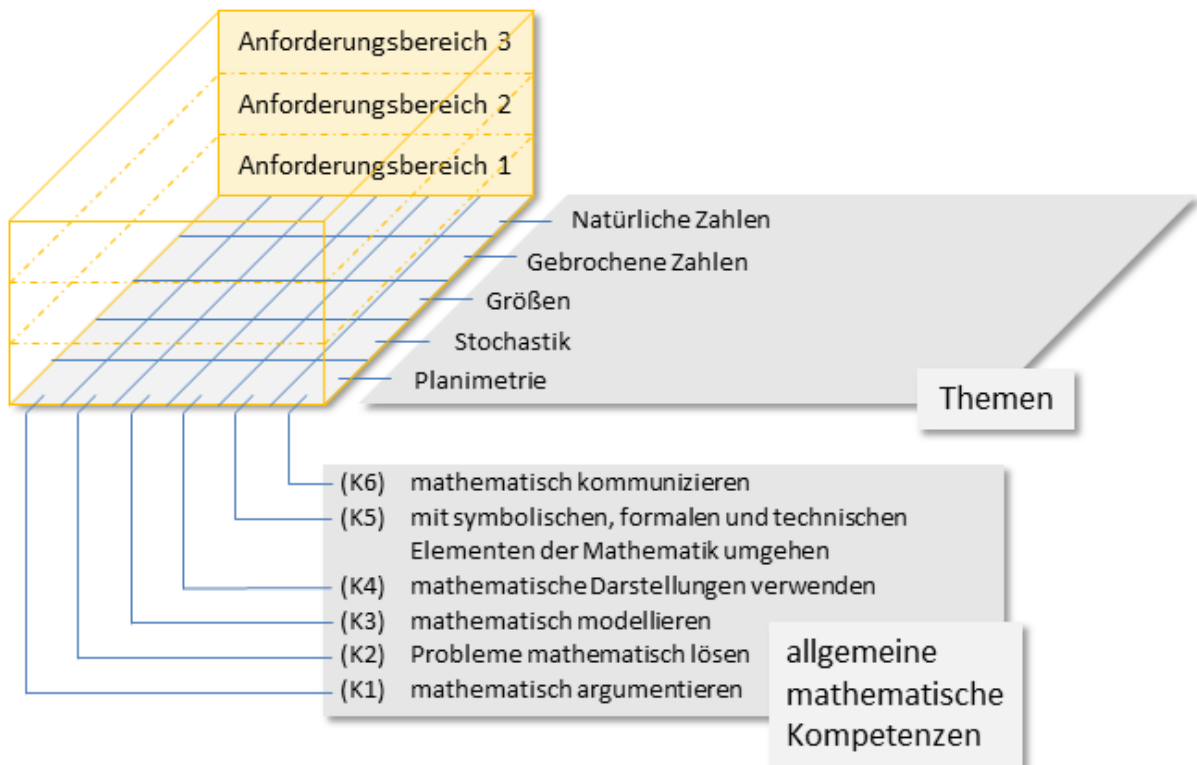 Anforderungsbereich 3
Anforderungsbereich 2
Anforderungsbereich 1
Natürliche Zahlen
Gebrochene Zahlen
Größen
Stochastik
Planimetrie
Themen
(K6) mathematisch kommunizieren
(K5) mit symbolischen, formalen und technischen
Elementen der Mathematik umgehen
(K4) mathematische Darstellungen verwenden
(K3) mathematisch modellieren
(K2) Probleme mathematisch lösen
(K1) mathematisch argumentieren
allgemeine
mathematische
Kompetenzen